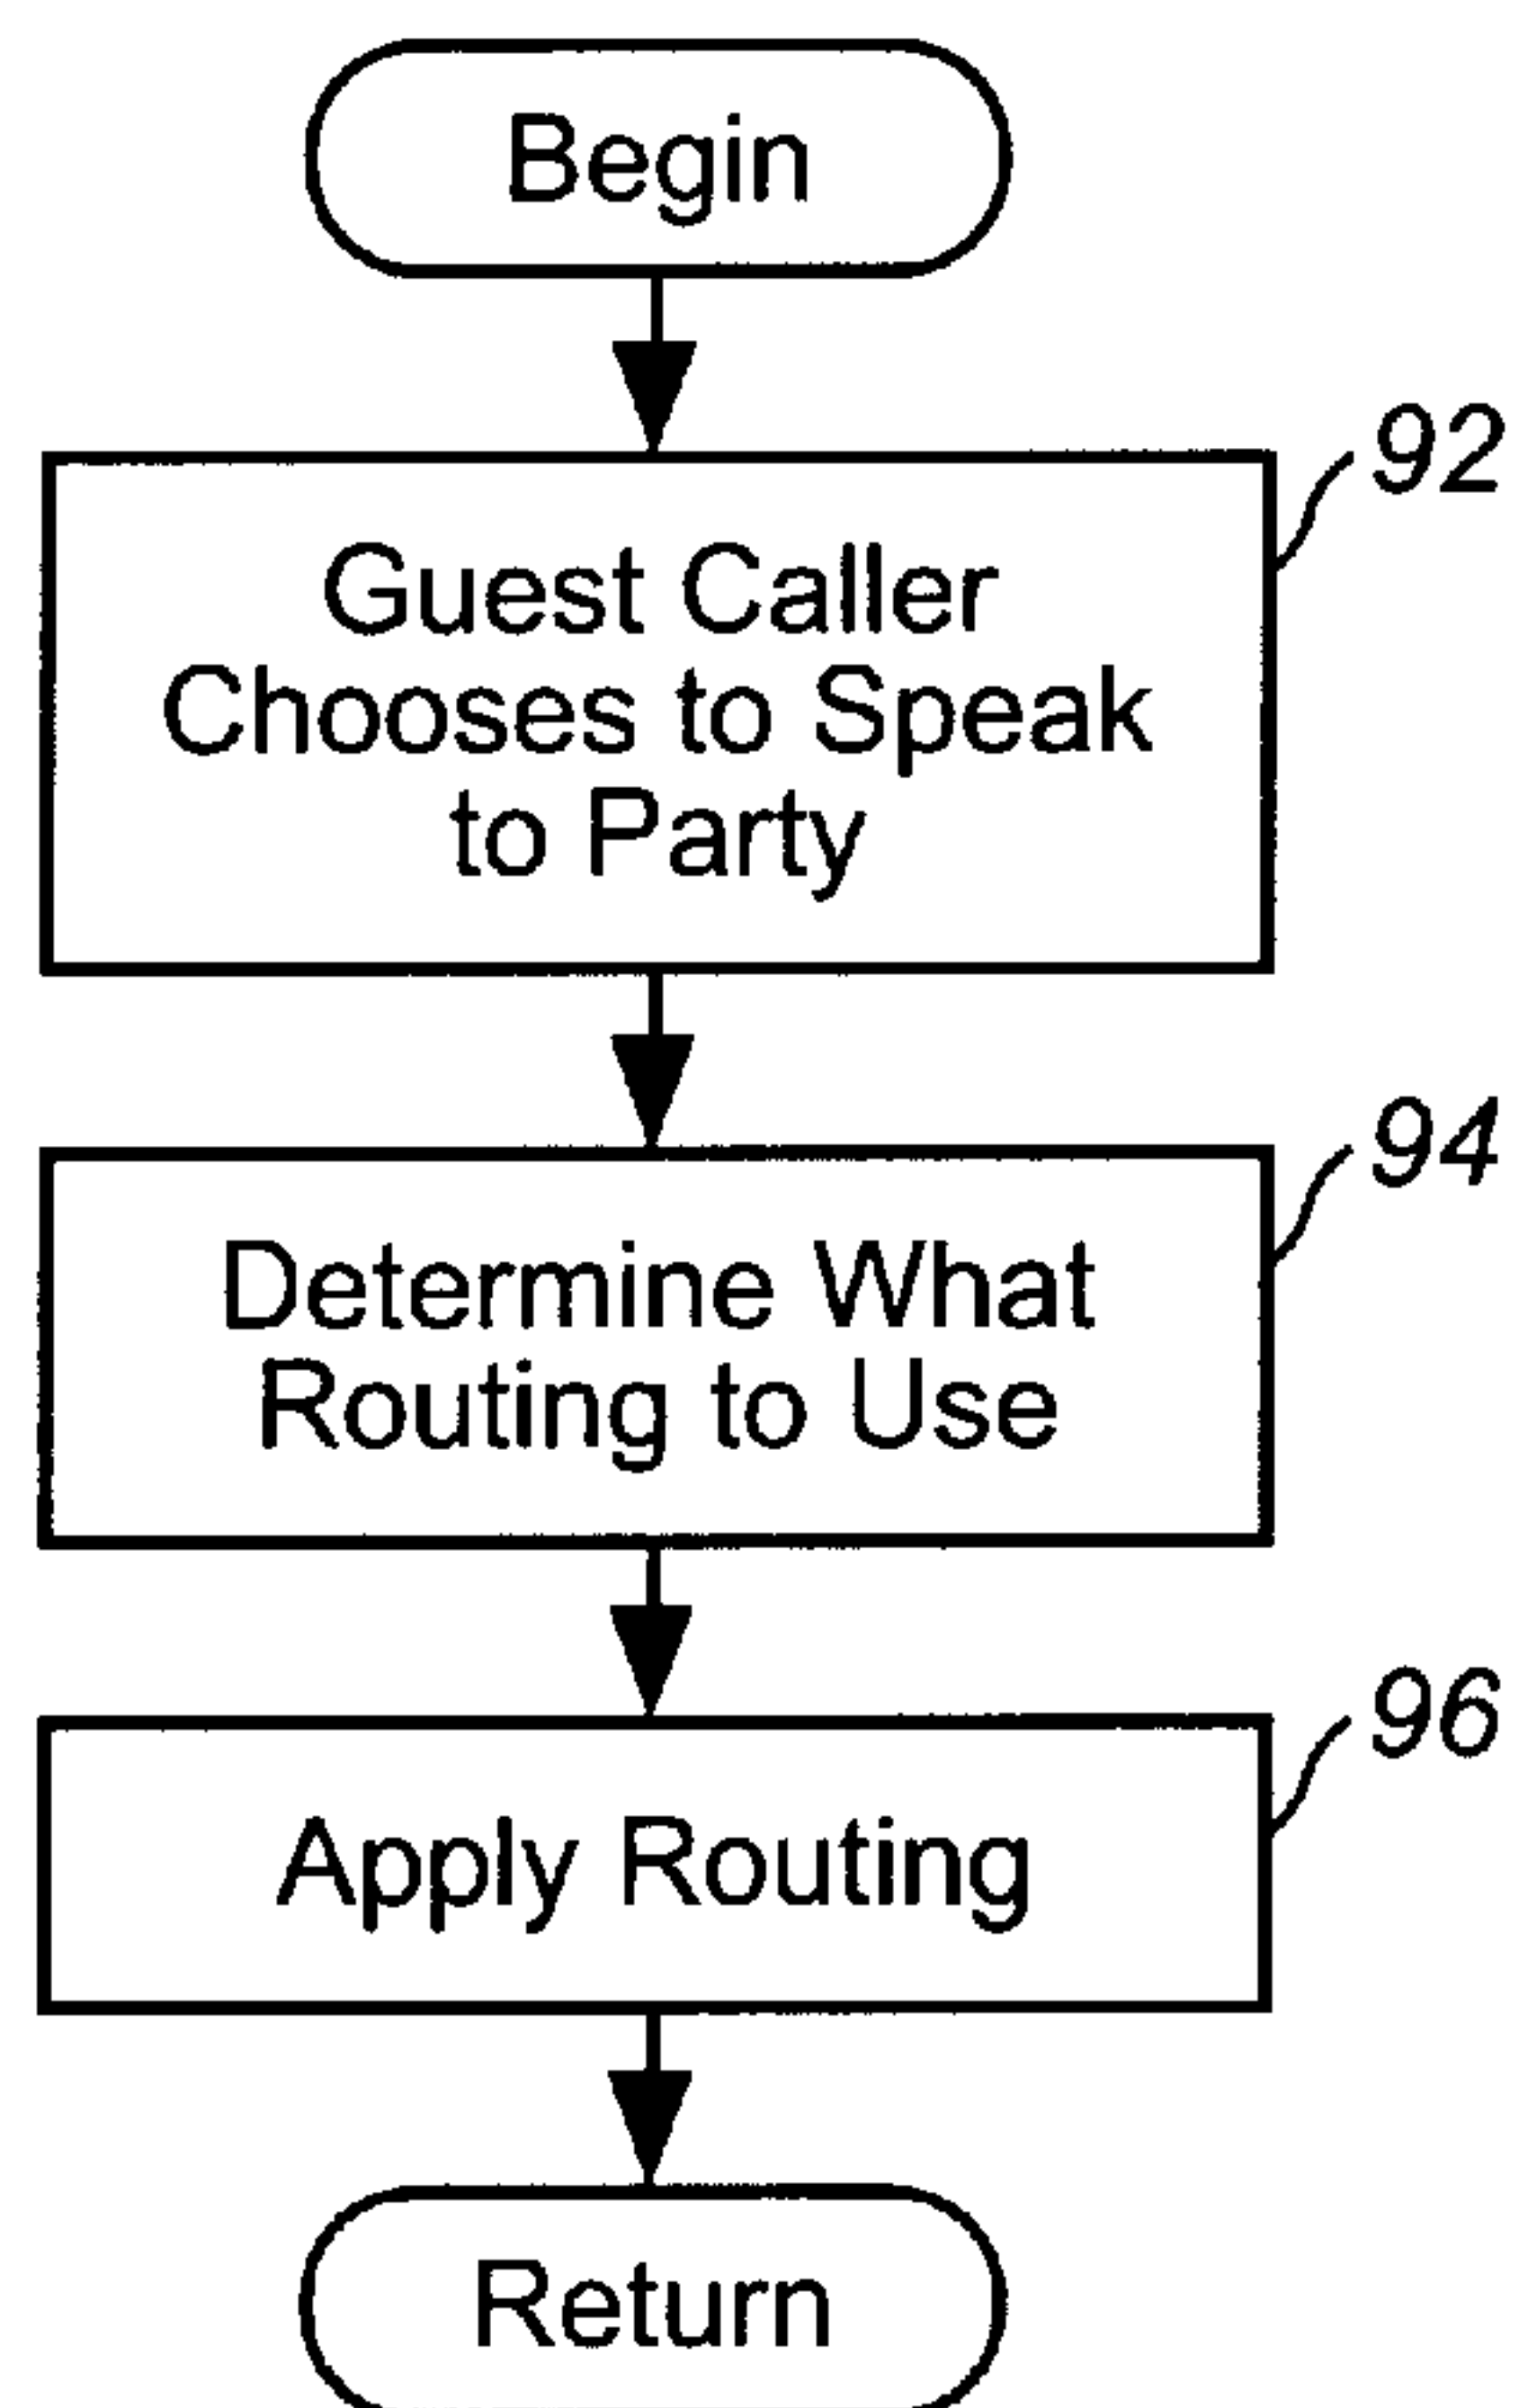 Begin
92
Guest Caller
Chooses to Speak
to Party
94
Determine What
Routing to Use
96
Apply Routing
Return